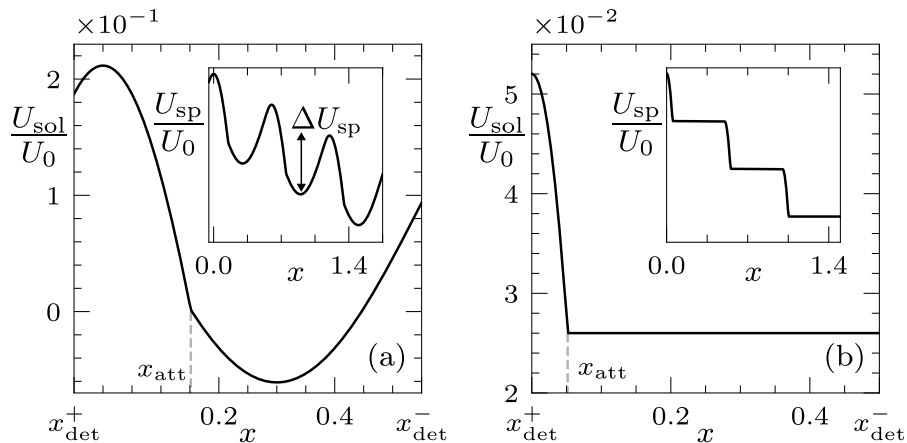 ×10⁻¹
×10⁻²
2
1
0
U_sol/U_0
U_sp/U_0
ΔU_sp
0.0
x
1.4
x_att
(a)
x⁺_det
0.2
x
0.4
x⁻_det
5
4
3
2
U_sol/U_0
U_sp/U_0
0.0
x
1.4
x_att
(b)
x⁺_det
0.2
x
0.4
x⁻_det